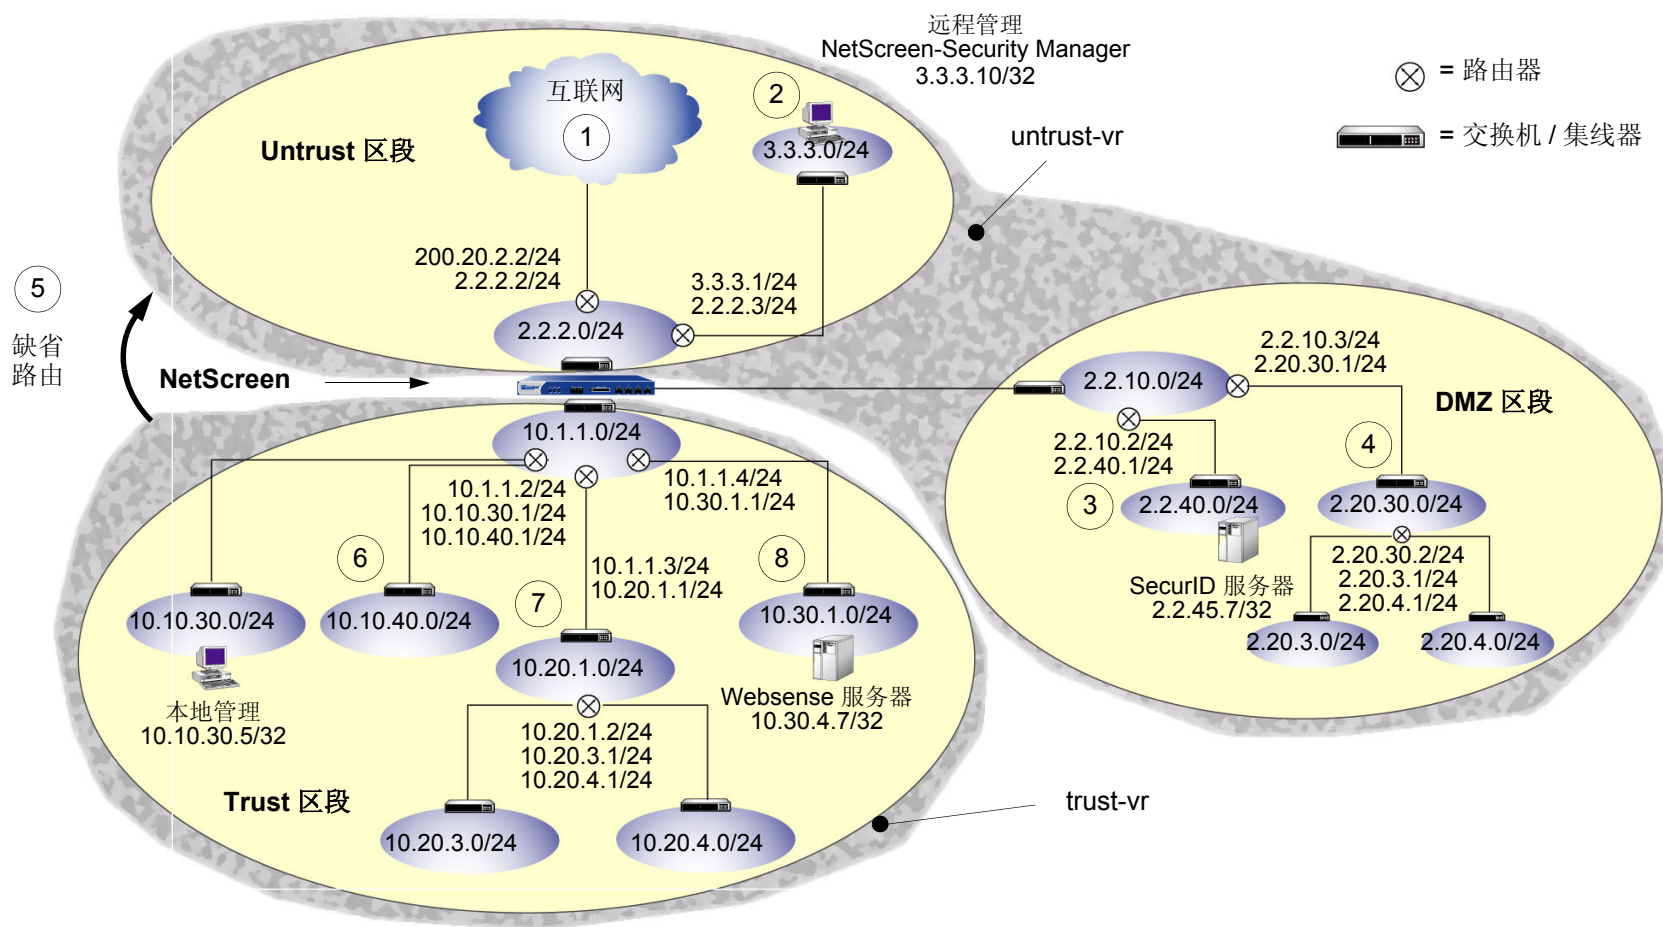 远程管理
NetScreen-Security Manager
3.3.3.10/32
= 路由器
= 交换机 / 集线器
untrust-vr
互联网
1
2
3.3.3.0/24
Untrust 区段
200.20.2.2/24
2.2.2.2/24
3.3.3.1/24
2.2.2.3/24
2.2.2.0/24
5
缺省
路由
NetScreen
2.2.10.3/24
2.20.30.1/24
2.2.10.0/24
DMZ 区段
2.2.10.2/24
2.2.40.1/24
4
3
2.2.40.0/24
2.20.30.0/24
SecurID 服务器
2.2.45.7/32
2.20.30.2/24
2.20.3.1/24
2.20.4.1/24
2.20.3.0/24
2.20.4.0/24
10.1.1.0/24
10.1.1.2/24
10.10.30.1/24
10.10.40.1/24
10.1.1.4/24
10.30.1.1/24
6
10.1.1.3/24
10.20.1.1/24
8
7
10.10.30.0/24
10.10.40.0/24
10.30.1.0/24
10.20.1.0/24
本地管理
10.10.30.5/32
Websense 服务器
10.30.4.7/32
10.20.1.2/24
10.20.3.1/24
10.20.4.1/24
Trust 区段
10.20.3.0/24
10.20.4.0/24
trust-vr